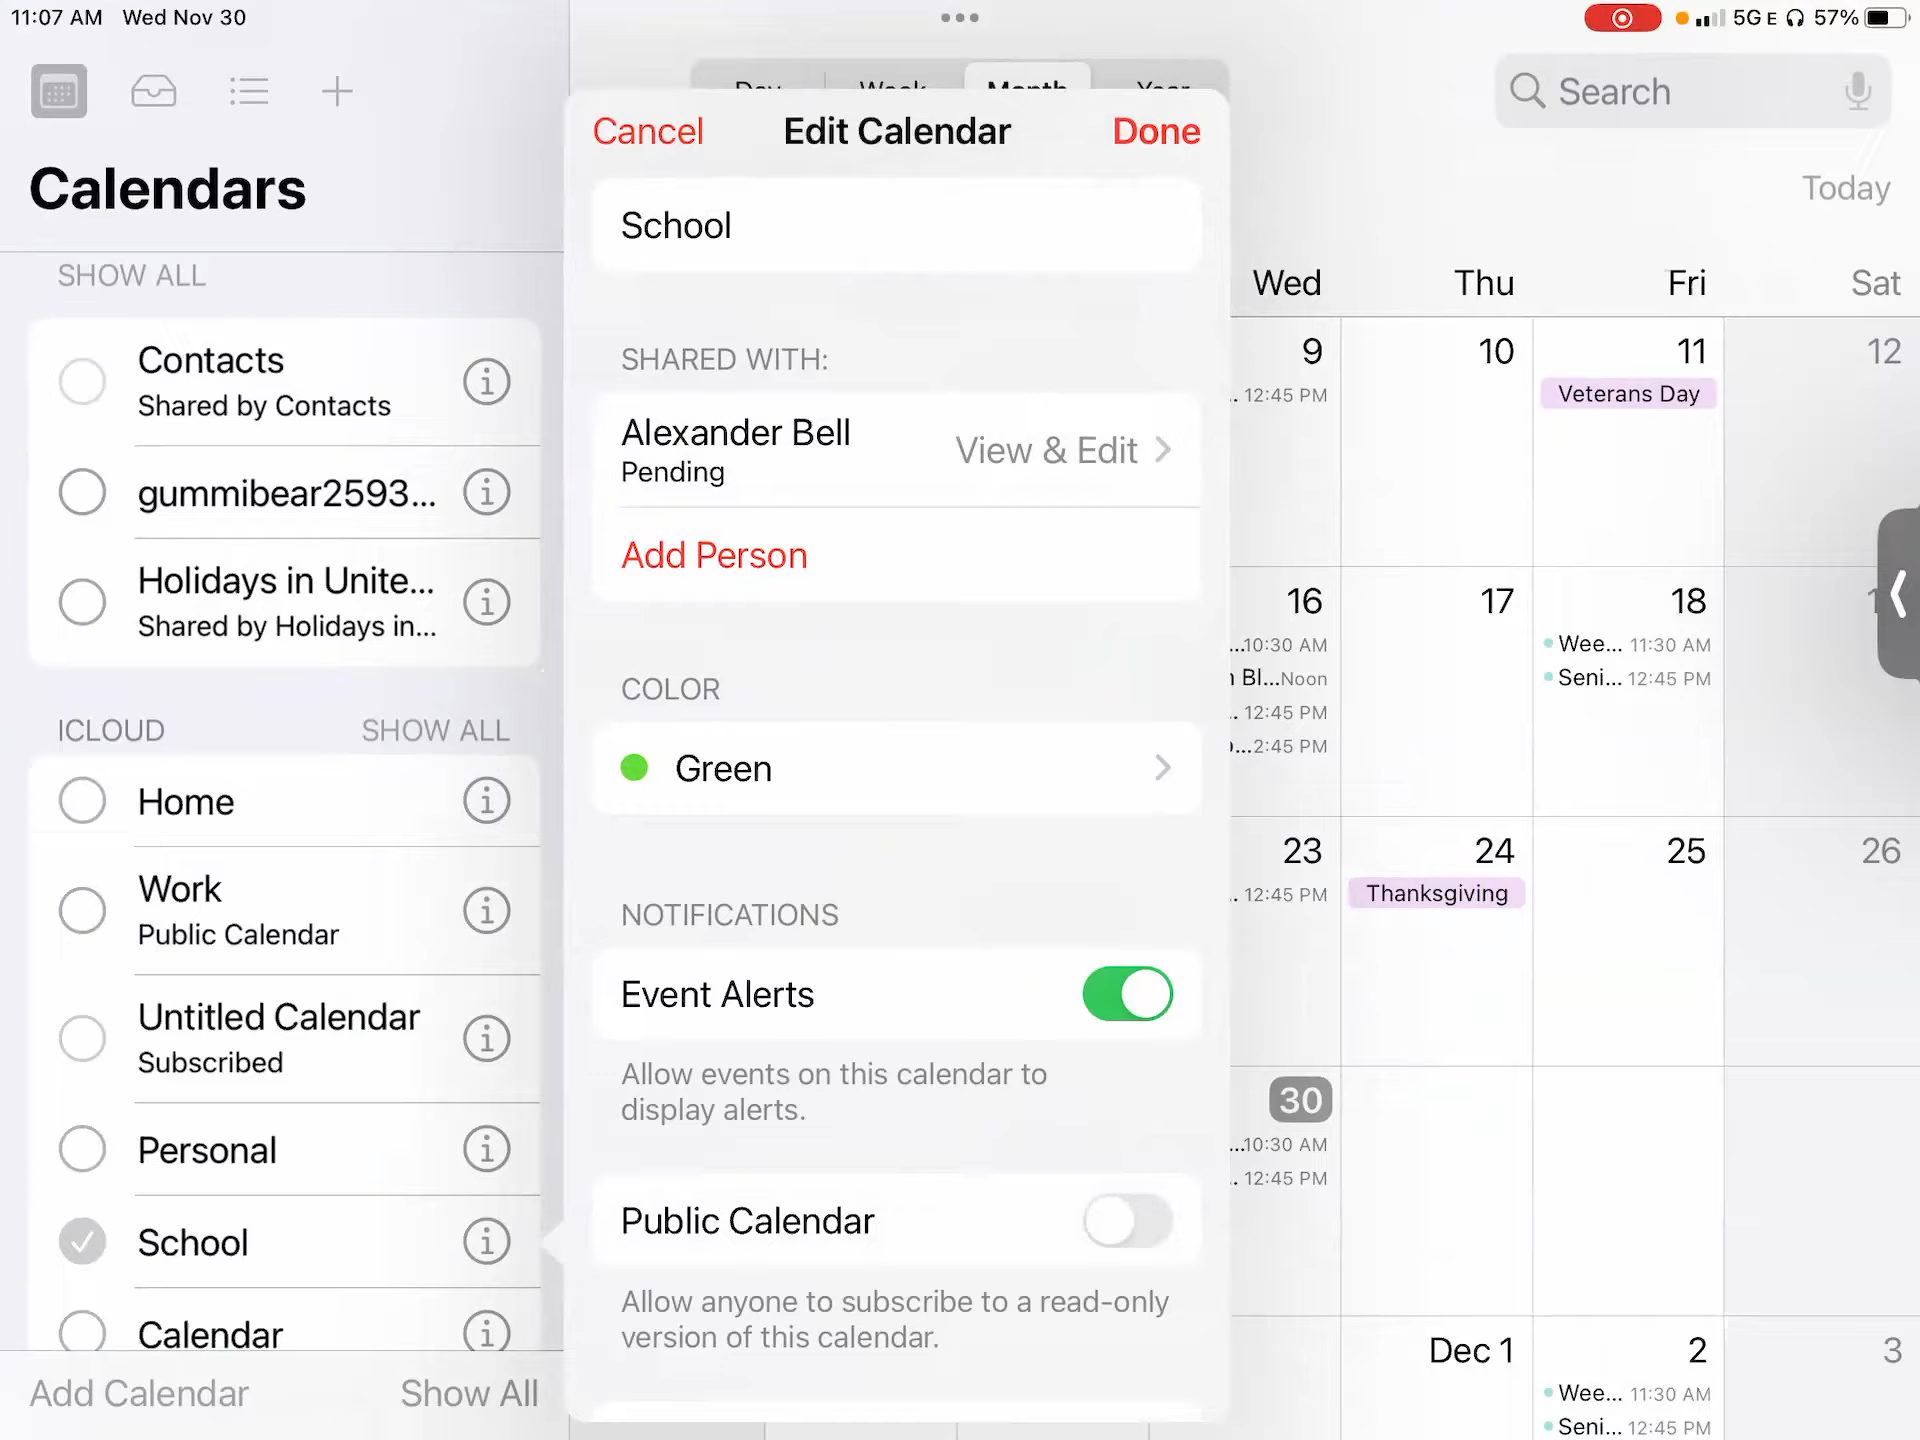 11:07 AM Wed Nov 30
5G E 57%
Day Week Month Year
Search
Calendars
Today
SHOW ALL
Contacts
Shared by Contacts
gummibear2593...
Holidays in Unite...
Shared by Holidays in...
ICLOUD SHOW ALL
Home
Work
Public Calendar
Untitled Calendar
Subscribed
Personal
School
Calendar
Add Calendar Show All
Cancel Edit Calendar Done
School
SHARED WITH:
Alexander Bell
Pending
View & Edit
Add Person
COLOR
Green
NOTIFICATIONS
Event Alerts
Allow events on this calendar to
display alerts.
Public Calendar
Allow anyone to subscribe to a read-only
version of this calendar.
Wed Thu Fri Sat
9 10 11 12
12:45 PM
Veterans Day
16 17 18
...10:30 AM
Bl...Noon
12:45 PM
...2:45 PM
Wee... 11:30 AM
Seni... 12:45 PM
23 24 25 26
12:45 PM
Thanksgiving
30
...10:30 AM
12:45 PM
Dec 1 2 3
Wee... 11:30 AM
Seni... 12:45 PM